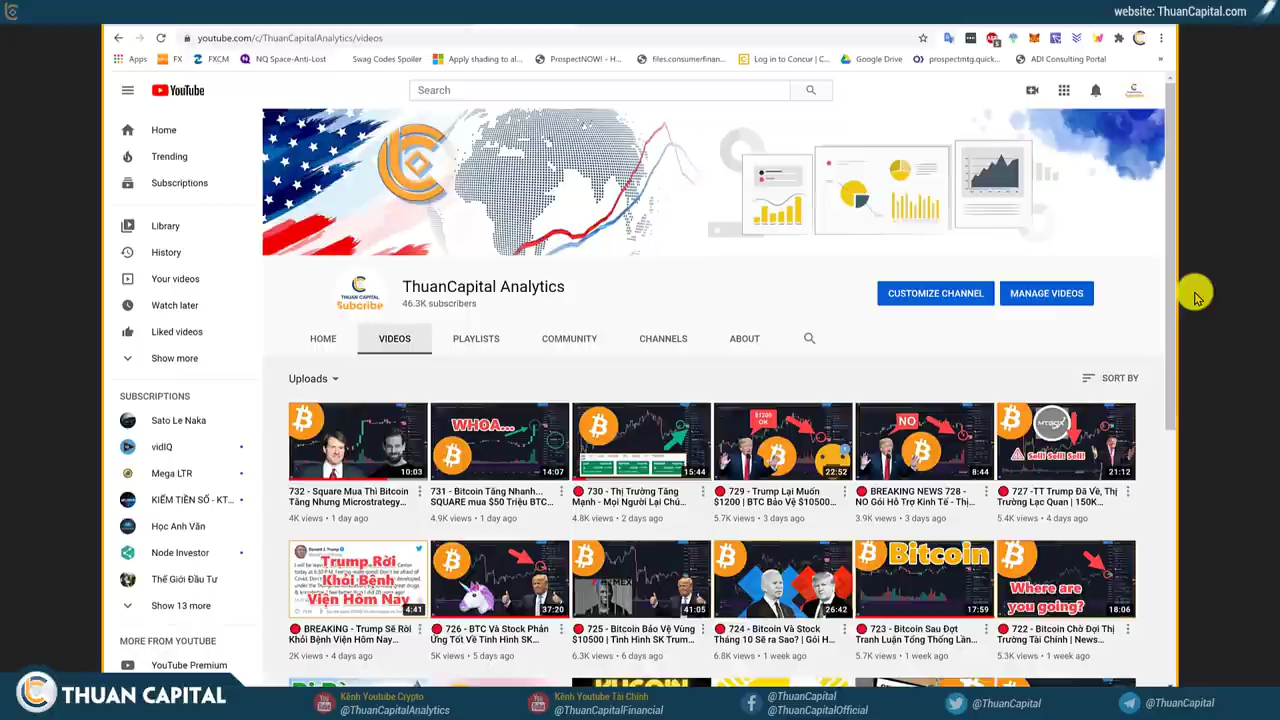 website: ThuanCapital.com
youtube.com/c/ThuanCapitalAnalytics/videos
Apps
FX
FXCM
NQ Space-Anti-Lost
Swag Codes Spoiler
Apply shading to al...
ProspectNOW! - H...
files.consumerfinan...
Log in to Concur | C...
Google Drive
prospectmtg.quick...
ADI Consulting Portal
»
YouTube
Search
Home
Trending
Subscriptions
Library
History
Your videos
Watch later
Liked videos
Show more
SUBSCRIPTIONS
Sato Le Naka
vidIQ
Mega LTR
KIẾM TIỀN SỐ - KT...
Học Anh Văn
Node Investor
Thế Giới Đầu Tư
Show 13 more
MORE FROM YOUTUBE
YouTube Premium
THUAN CAPITAL
Subcribe
ThuanCapital Analytics
46.3K subscribers
CUSTOMIZE CHANNEL
MANAGE VIDEOS
HOME
VIDEOS
PLAYLISTS
COMMUNITY
CHANNELS
ABOUT
Uploads
SORT BY
10:03
732 - Square Mua Thì Bitcoin
Tăng Nhưng Microstrategy...
4K views • 1 day ago
WHOA...
14:07
731 - Bitcoin Tăng Nhanh...
SQUARE mua $50 Triệu BTC...
4.9K views • 1 day ago
15:44
730 - Thị Trường Tăng
Mạnh - Mọi Người Lại Chú...
4.8K views • 2 days ago
$1200
OK
22:52
729 - Trump Lại Muốn
$1200 | BTC Bảo Vệ $10500...
5.7K views • 3 days ago
NO
8:44
BREAKING NEWS 728 -
NO Gói Hỗ Trợ Kinh Tế - Thị...
3.9K views • 3 days ago
MTGOX
Sell! Sell! Sell!
21:12
727 -TT Trump Đã Về, Thị
Trường Lạc Quan | 150K...
5.4K views • 4 days ago
Donald J. Trump
Trump Rời
Khỏi Bệnh
Viện Hôm Nay
4:41
BREAKING - Trump Sẽ Rời
Khỏi Bệnh Viện Hôm Nay...
2K views • 4 days ago
37:20
726 - BTC Và Stock Phản
Ứng Tốt Về Tình Hình SK...
5K views • 5 days ago
41:05
725 - Bitcoin Bảo Vệ Vùng
$10500 | Tình Hình SK Trum...
6.3K views • 6 days ago
26:42
724 - Bitcoin Và Stock
Tháng 10 Sẽ ra Sao? | Gói H...
6.8K views • 1 week ago
Bitcoin
17:59
723 - Bitcoin Sau Đợt
Tranh Luận Tổng Thống Lần...
5.7K views • 1 week ago
Where are
you going?
18:06
722 - Bitcoin Chờ Đợi Thị
Trường Tài Chính | News...
5.3K views • 1 week ago
THUAN CAPITAL
Kênh Youtube Crypto
@ThuanCapitalAnalytics
Kênh Youtube Tài Chính
@ThuanCapitalFinancial
@ThuanCapital
@ThuanCapitalOfficial
@ThuanCapital
@ThuanCapital